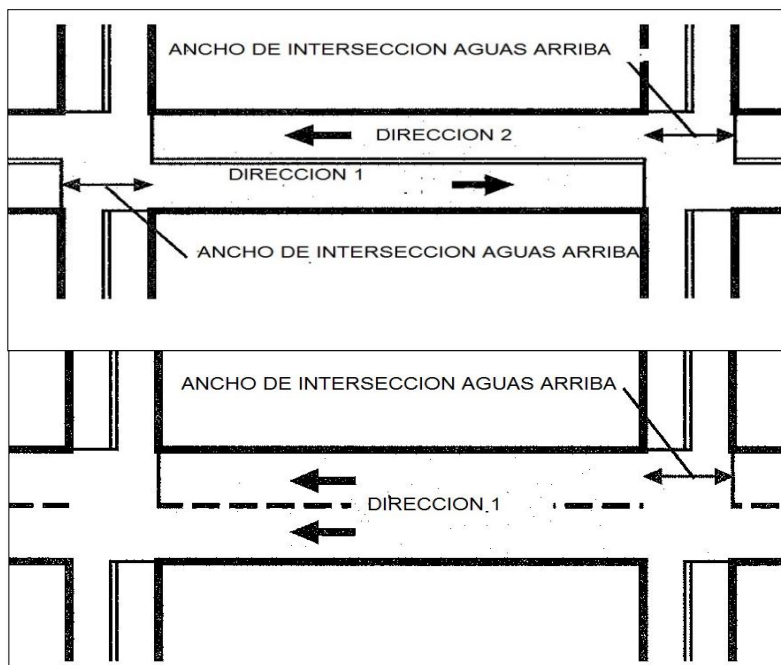 ANCHO DE INTERSECCION AGUAS ARRIBA
DIRECCION 2
DIRECCION 1
ANCHO DE INTERSECCION AGUAS ARRIBA
ANCHO DE INTERSECCION AGUAS ARRIBA
DIRECCION 1